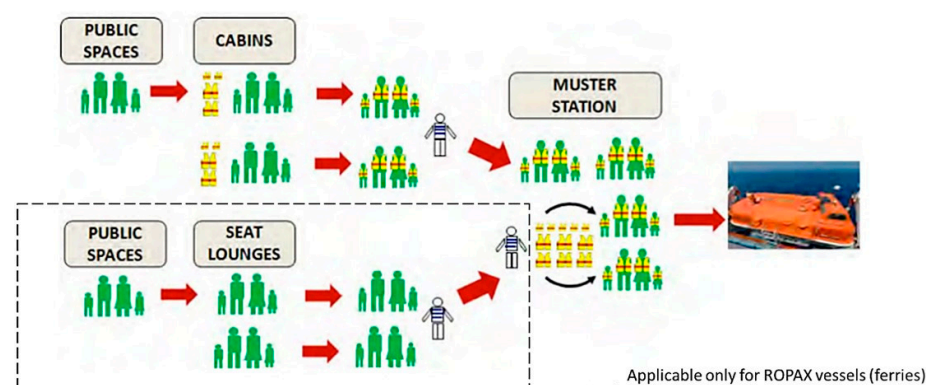 PUBLIC
SPACES
CABINS
MUSTER
STATION
PUBLIC
SPACES
SEAT
LOUNGES
Applicable only for ROPAX vessels (ferries)